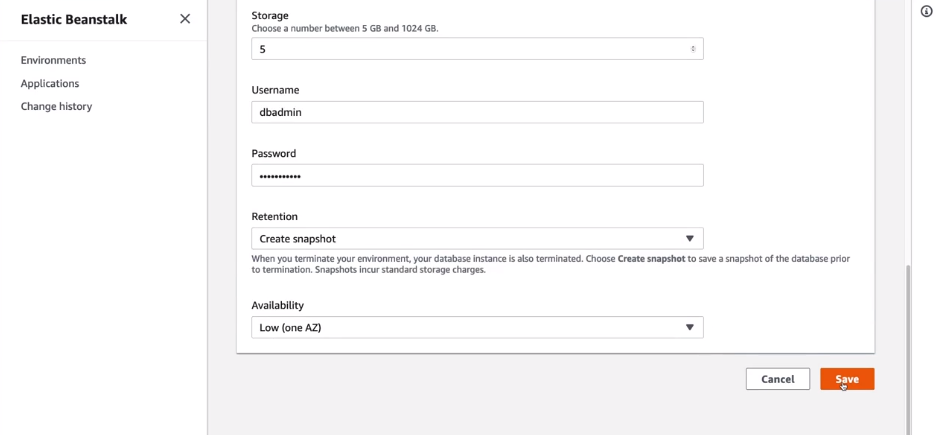 Elastic Beanstalk
Environments
Applications
Change history
Storage
Choose a number between 5 GB and 1024 GB.
5
Username
dbadmin
Password
•••••••••••
Retention
Create snapshot
When you terminate your environment, your database instance is also terminated. Choose Create snapshot to save a snapshot of the database prior
to termination. Snapshots incur standard storage charges.
Availability
Low (one AZ)
Cancel
Save